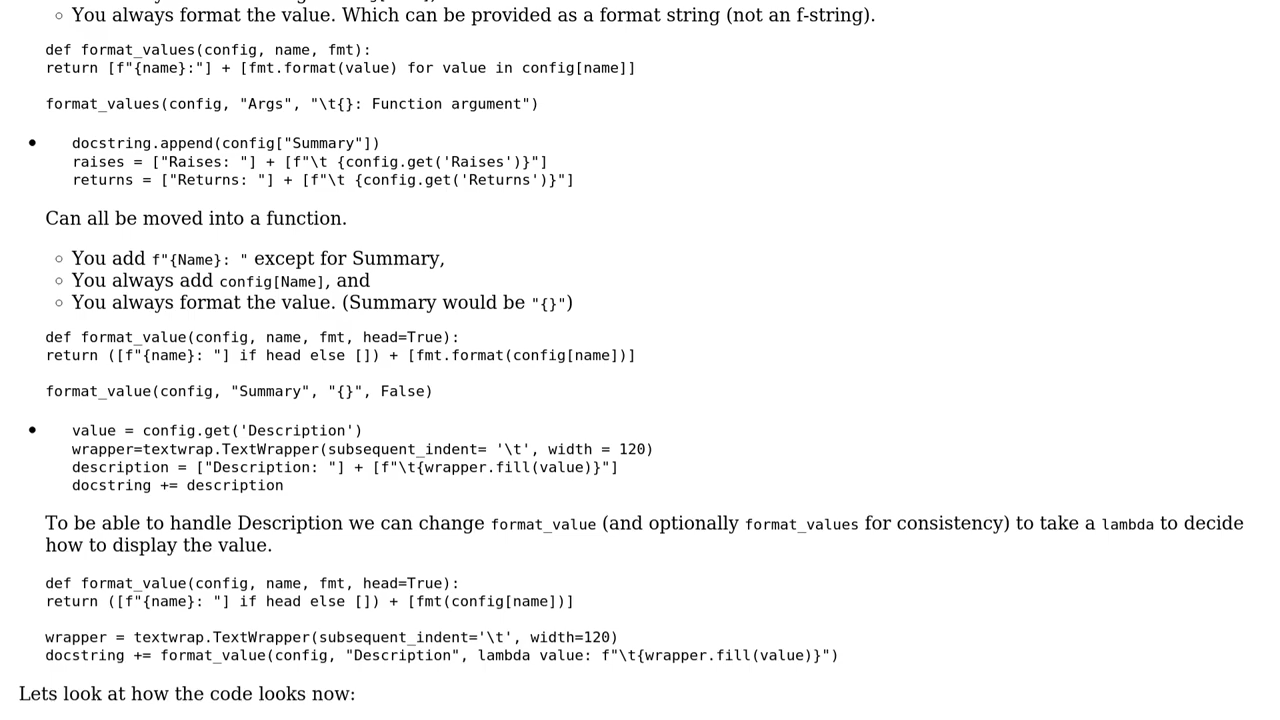 You always format the value. Which can be provided as a format string (not an f-string).
def format_values(config, name, fmt):
return [f"{name}:"] + [fmt.format(value) for value in config[name]]
format_values(config, "Args", "\t{}: Function argument")
docstring.append(config["Summary"])
raises = ["Raises: "] + [f"\t {config.get('Raises')}"]
returns = ["Returns: "] + [f"\t {config.get('Returns')}"]
Can all be moved into a function.
You add f"{Name}: " except for Summary,
You always add config[Name], and
You always format the value. (Summary would be "{}")
def format_value(config, name, fmt, head=True):
return ([f"{name}: "] if head else []) + [fmt.format(config[name])]
format_value(config, "Summary", "{}", False)
value = config.get('Description')
wrapper=textwrap.TextWrapper(subsequent_indent= '\t', width = 120)
description = ["Description: "] + [f"\t{wrapper.fill(value)}"]
docstring += description
To be able to handle Description we can change format_value (and optionally format_values for consistency) to take a lambda to decide
how to display the value.
def format_value(config, name, fmt, head=True):
return ([f"{name}: "] if head else []) + [fmt(config[name])]
wrapper = textwrap.TextWrapper(subsequent_indent='\t', width=120)
docstring += format_value(config, "Description", lambda value: f"\t{wrapper.fill(value)}")
Lets look at how the code looks now: